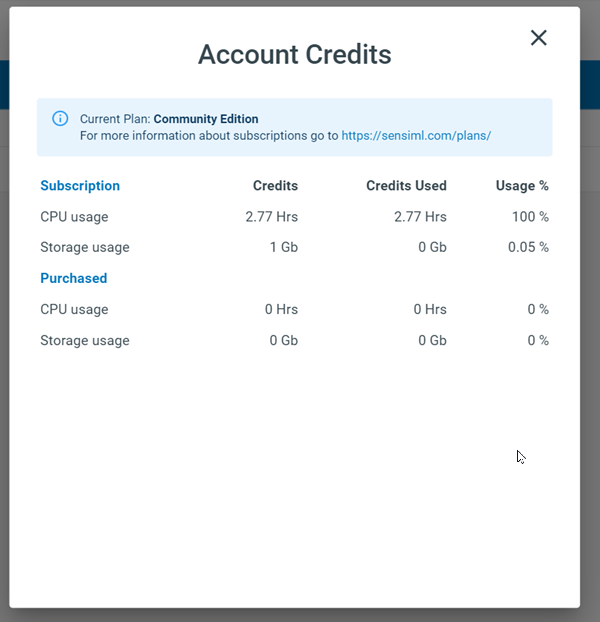 Account Credits
Current Plan: Community Edition
For more information about subscriptions go to https://sensiml.com/plans/
Subscription Credits Credits Used Usage %
CPU usage 2.77 Hrs 2.77 Hrs 100 %
Storage usage 1 Gb 0 Gb 0.05 %
Purchased
CPU usage 0 Hrs 0 Hrs 0 %
Storage usage 0 Gb 0 Gb 0 %